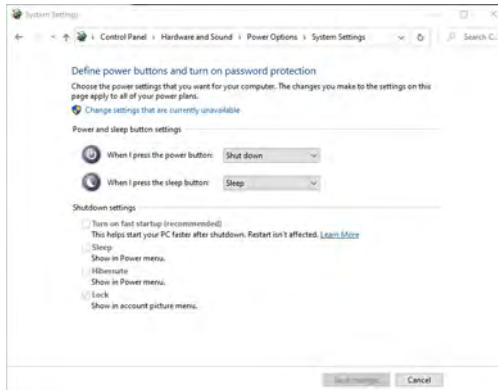 System Settings
Control Panel › Hardware and Sound › Power Options › System Settings
Search C...
Define power buttons and turn on password protection
Choose the power settings that you want for your computer. The changes you make to the settings on this
page apply to all of your power plans.
Change settings that are currently unavailable
Power and sleep button settings
When I press the power button: Shut down
When I press the sleep button: Sleep
Shutdown settings
Turn on fast startup (recommended)
This helps start your PC faster after shutdown. Restart isn't affected. Learn More
Sleep
Show in Power menu.
Hibernate
Show in Power menu.
Lock
Show in account picture menu.
Cancel